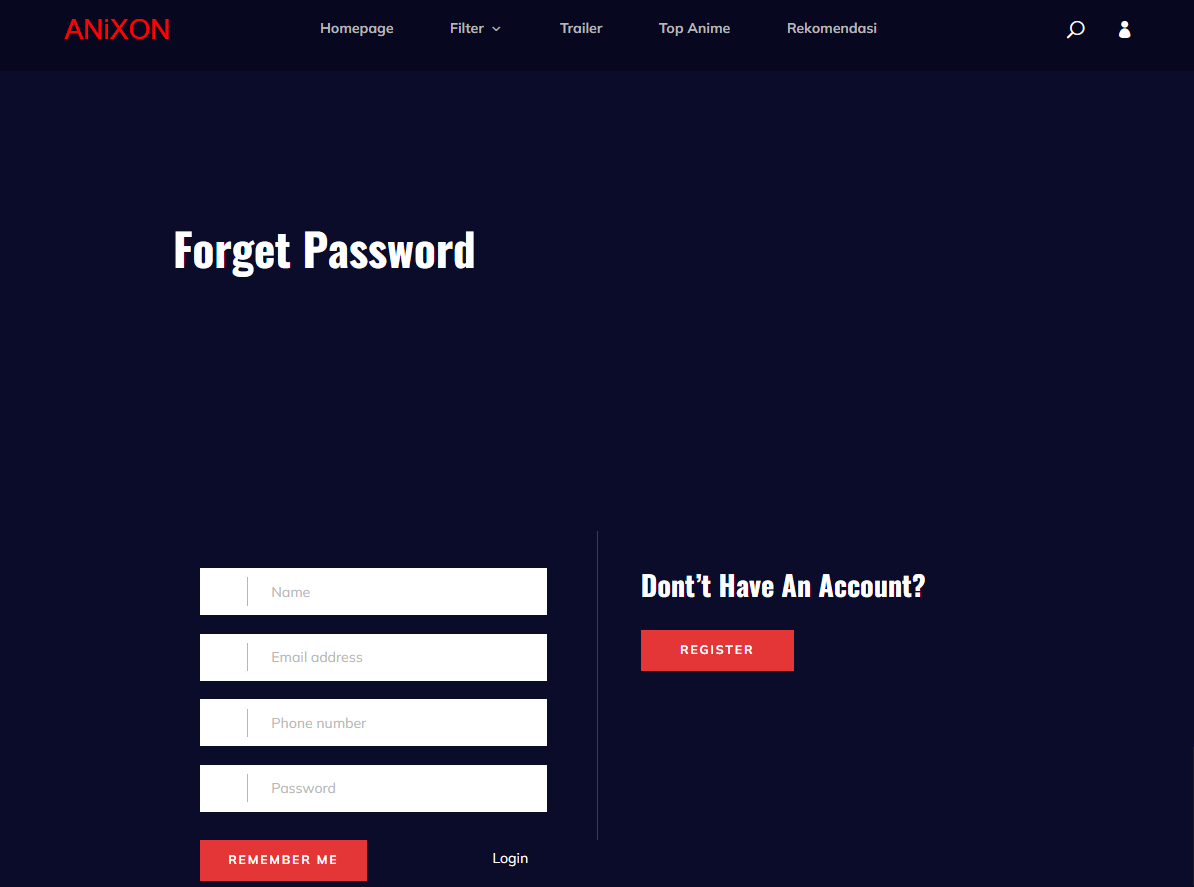 ANiXON
Homepage Filter Trailer Top Anime Rekomendasi
Forget Password
Name
Email address
Phone number
Password
REMEMBER ME Login
Dont’t Have An Account?
REGISTER